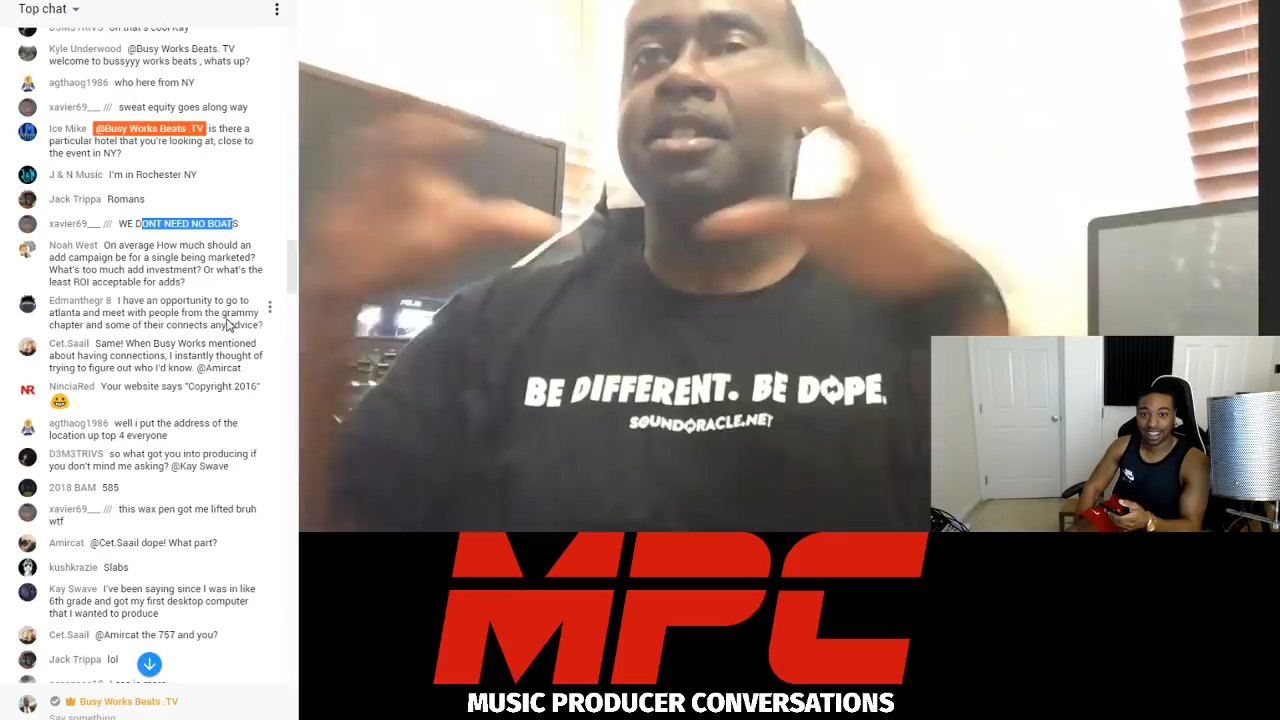 Top chat
D3M3TRIVS oh that's cool Kay
Kyle Underwood @Busy Works Beats. TV
welcome to bussyyy works beats , whats up?
agthaog1986 who here from NY
xavier69___ /// sweat equity goes along way
Ice Mike @Busy Works Beats .TV is there a
particular hotel that you're looking at, close to
the event in NY?
J & N Music I'm in Rochester NY
Jack Trippa Romans
xavier69___ /// WE DONT NEED NO BOATS
Noah West On average How much should an
add campaign be for a single being marketed?
What's too much add investment? Or what's the
least ROI acceptable for adds?
Edmanthegr 8 I have an opportunity to go to
atlanta and meet with people from the grammy
chapter and some of their connects any advice?
Cet.Saail Same! When Busy Works mentioned
about having connections, I instantly thought of
trying to figure out who I'd know. @Amircat
NinciaRed Your website says "Copyright 2016"
agthaog1986 well i put the address of the
location up top 4 everyone
D3M3TRIVS so what got you into producing if
you don't mind me asking? @Kay Swave
2018 BAM 585
xavier69___ /// this wax pen got me lifted bruh
wtf
Amircat @Cet.Saail dope! What part?
kushkrazie Slabs
Kay Swave I've been saying since I was in like
6th grade and got my first desktop computer
that I wanted to produce
Cet.Saail @Amircat the 757 and you?
Jack Trippa lol
Busy Works Beats .TV
Say something...
BE DIFFERENT. BE DOPE.
SOUNDORACLE.NET
NR
MPC
MUSIC PRODUCER CONVERSATIONS